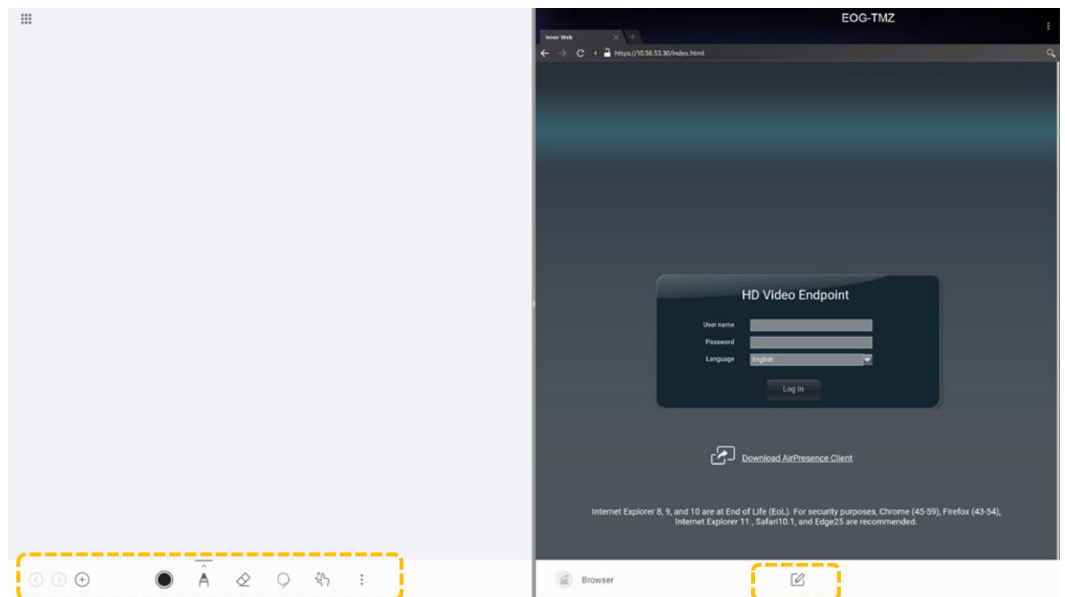 EOG-TMZ
Inner Web
https://10.56.53.30/index.html
HD Video Endpoint
User name
Password
Language English
Log In
Download AirPresence Client
Internet Explorer 8, 9, and 10 are at End of Life (EoL). For security purposes, Chrome (45-59), Firefox (43-54),
Internet Explorer 11 , Safari10.1, and Edge25 are recommended.
Browser